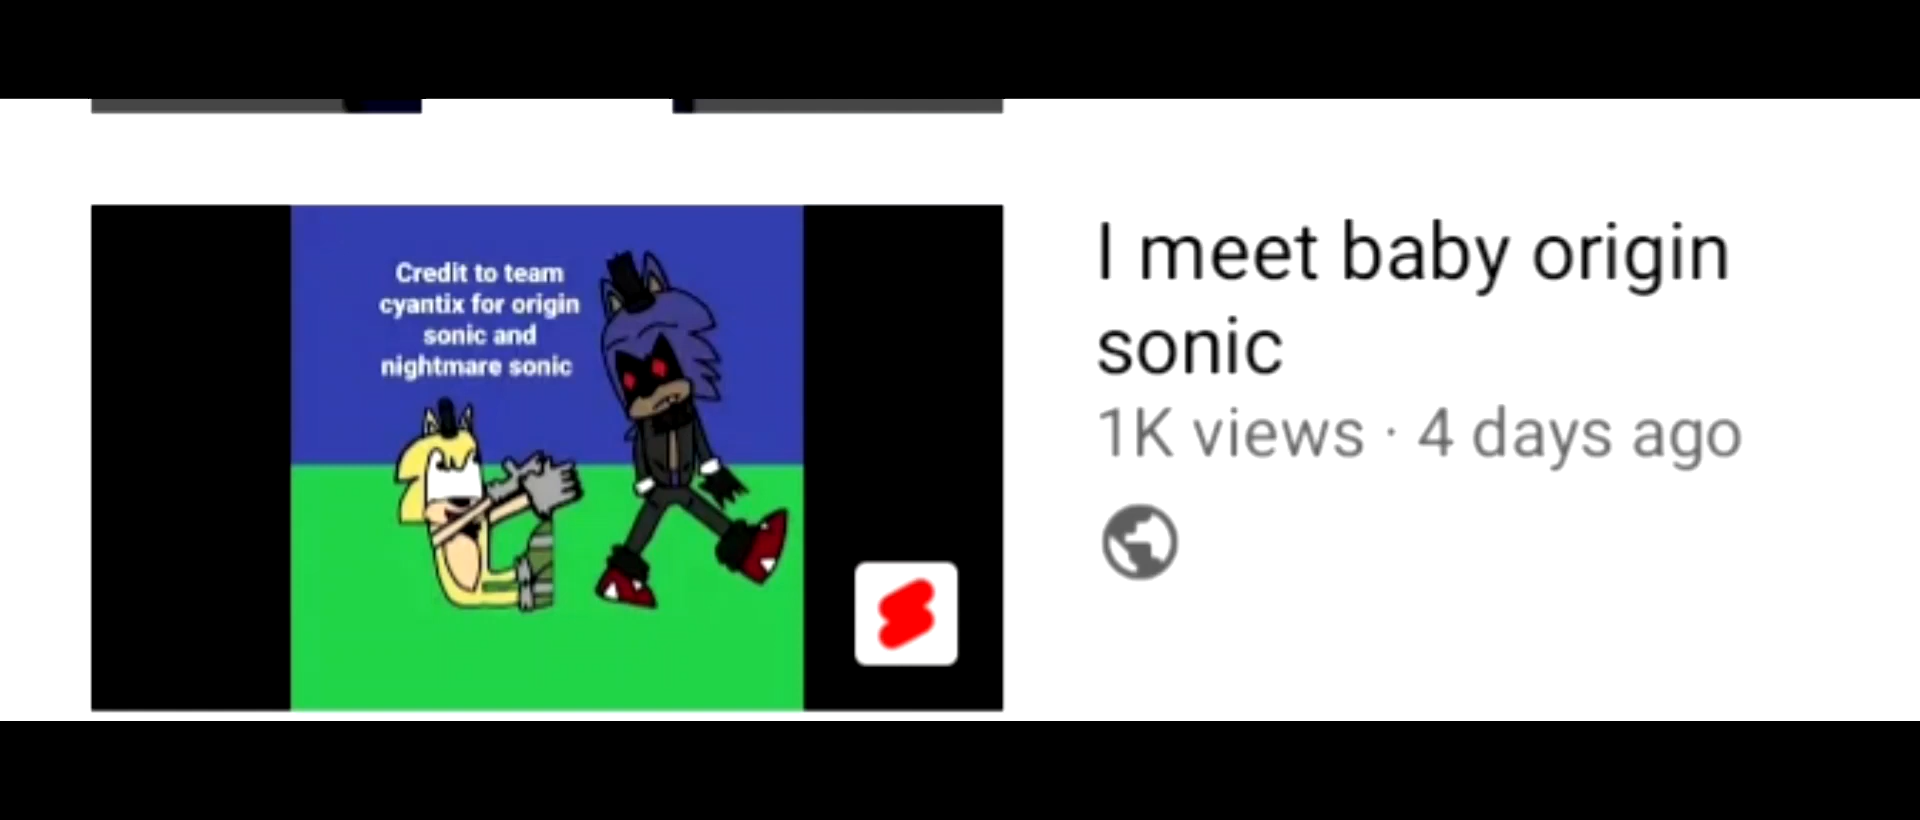 Credit to team
cyantix for origin
sonic and
nightmare sonic
I meet baby origin
sonic
1K views · 4 days ago